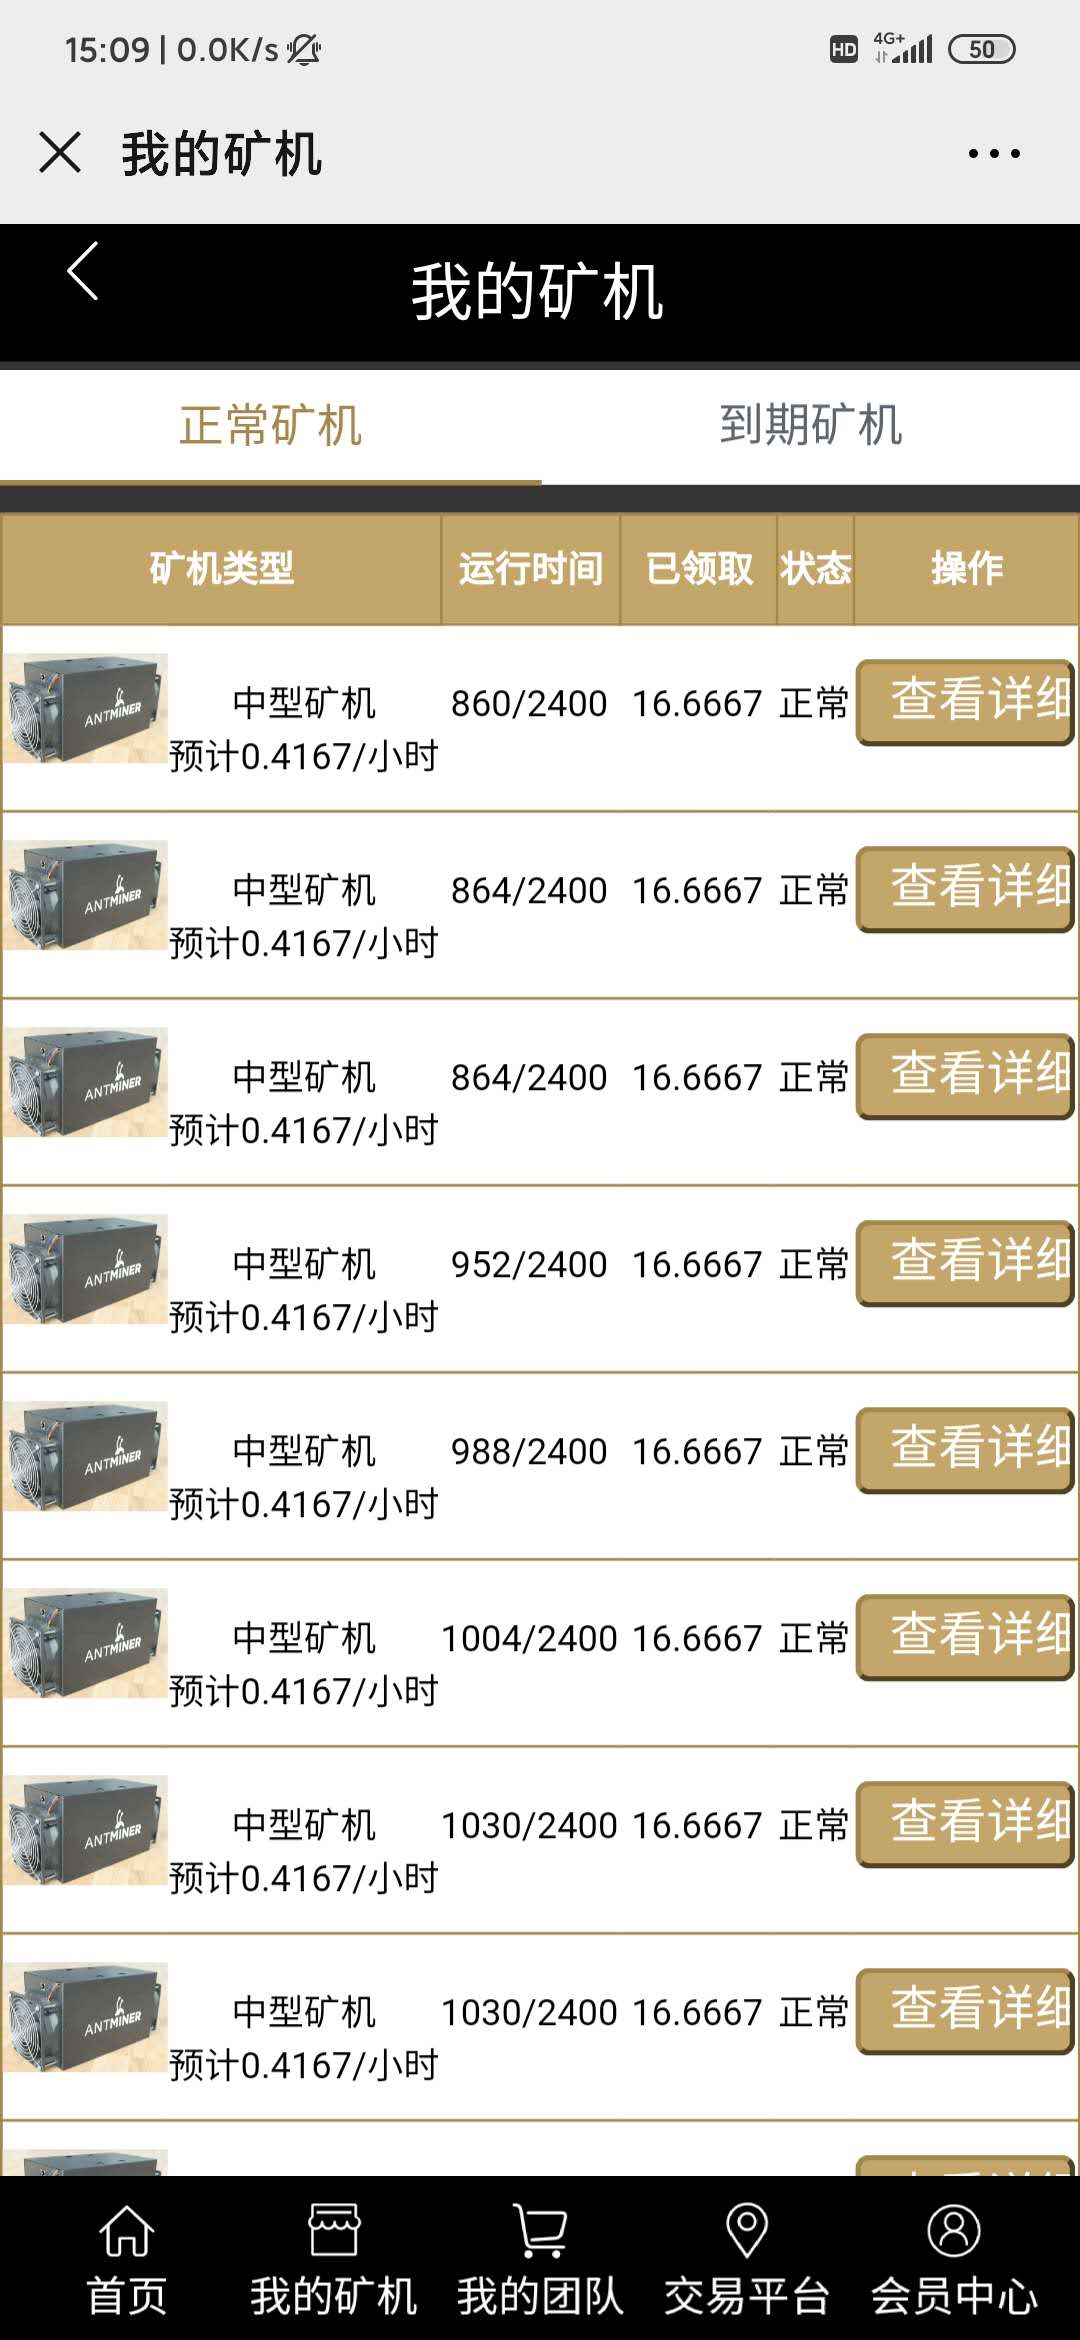 15:09 | 0.0K/s
HD 4G+ 50
我的矿机
我的矿机
正常矿机 到期矿机
矿机类型 运行时间 已领取 状态 操作
ANTMINER 中型矿机 860/2400 16.6667 正常 查看详细
预计0.4167/小时
ANTMINER 中型矿机 864/2400 16.6667 正常 查看详细
预计0.4167/小时
ANTMINER 中型矿机 864/2400 16.6667 正常 查看详细
预计0.4167/小时
ANTMINER 中型矿机 952/2400 16.6667 正常 查看详细
预计0.4167/小时
ANTMINER 中型矿机 988/2400 16.6667 正常 查看详细
预计0.4167/小时
ANTMINER 中型矿机 1004/2400 16.6667 正常 查看详细
预计0.4167/小时
ANTMINER 中型矿机 1030/2400 16.6667 正常 查看详细
预计0.4167/小时
ANTMINER 中型矿机 1030/2400 16.6667 正常 查看详细
预计0.4167/小时
首页 我的矿机 我的团队 交易平台 会员中心